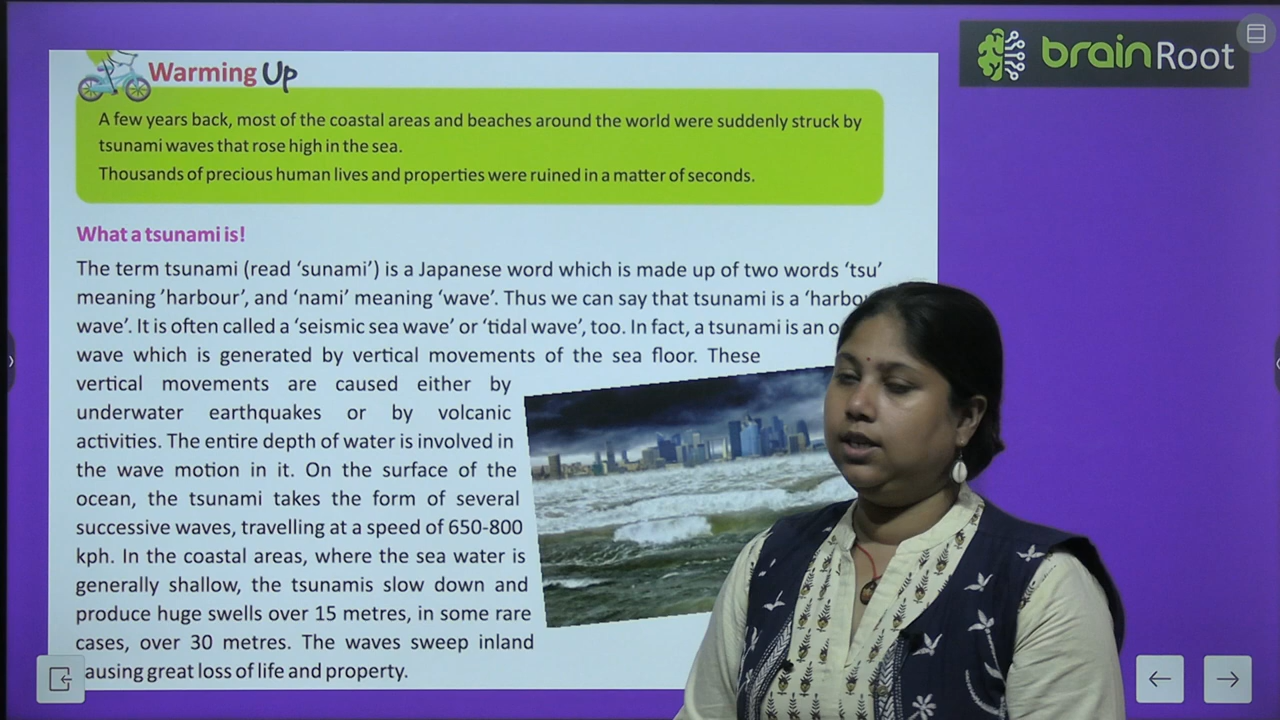 brainRoot
Warming Up
A few years back, most of the coastal areas and beaches around the world were suddenly struck by
tsunami waves that rose high in the sea.
Thousands of precious human lives and properties were ruined in a matter of seconds.
What a tsunami is!
The term tsunami (read ‘sunami’) is a Japanese word which is made up of two words ‘tsu’
meaning ’harbour’, and ‘nami’ meaning ‘wave’. Thus we can say that tsunami is a
wave’. It is often called a ‘seismic sea wave’ or ‘tidal wave’, too. In fact, a tsunami is an
wave which is generated by vertical movements of the sea floor. These
vertical movements are caused either by
underwater earthquakes or by volcanic
activities. The entire depth of water is involved in
the wave motion in it. On the surface of the
ocean, the tsunami takes the form of several
successive waves, travelling at a speed of 650-800
kph. In the coastal areas, where the sea water is
generally shallow, the tsunamis slow down and
produce huge swells over 15 metres, in some rare
cases, over 30 metres. The waves sweep inland
ausing great loss of life and property.